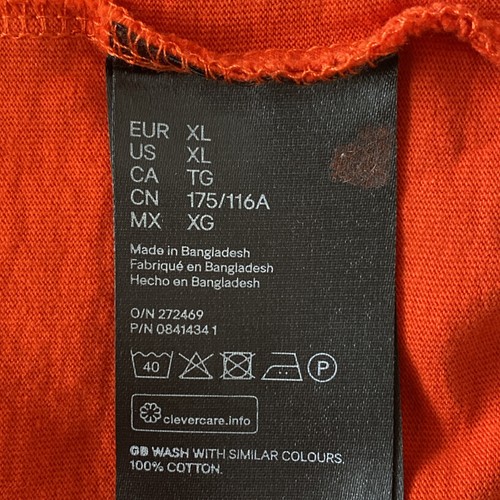 EUR XL
US XL
CA TG
CN 175/116A
MX XG
Made in Bangladesh
Fabriqué en Bangladesh
Hecho en Bangladesh
O/N 272469
P/N 0841434 1
40
P
clevercare.info
GB WASH WITH SIMILAR COLOURS.
100% COTTON.